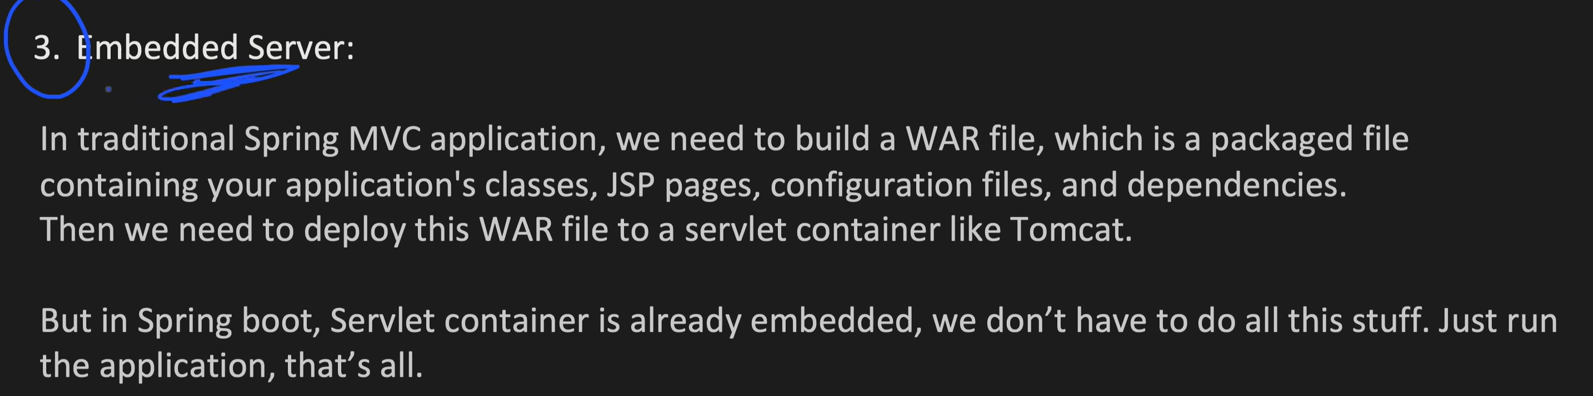 3. Embedded Server:
In traditional Spring MVC application, we need to build a WAR file, which is a packaged file
containing your application's classes, JSP pages, configuration files, and dependencies.
Then we need to deploy this WAR file to a servlet container like Tomcat.
But in Spring boot, Servlet container is already embedded, we don’t have to do all this stuff. Just run
the application, that’s all.